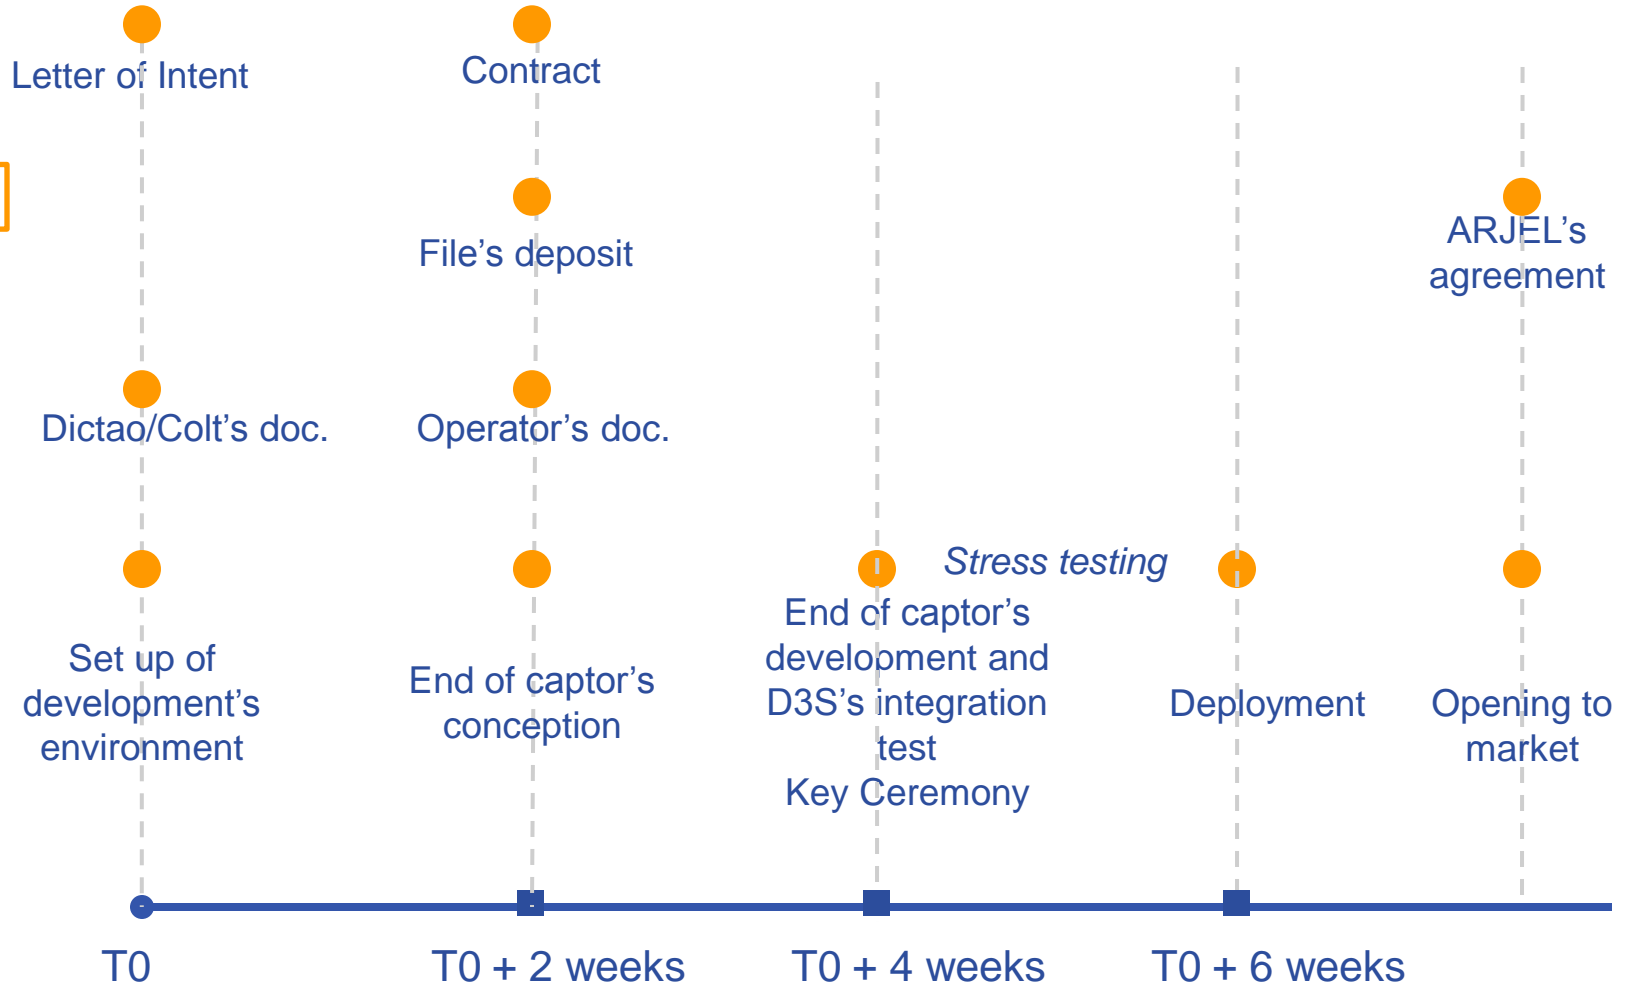 Letter of Intent
Contract
File's deposit
ARJEL's
agreement
Dictao/Colt's doc.
Operator's doc.
Stress testing
Set up of
development's
environment
End of captor's
conception
End of captor's
development and
D3S's integration
test
Key Ceremony
Deployment
Opening to
market
T0
T0 + 2 weeks
T0 + 4 weeks
T0 + 6 weeks